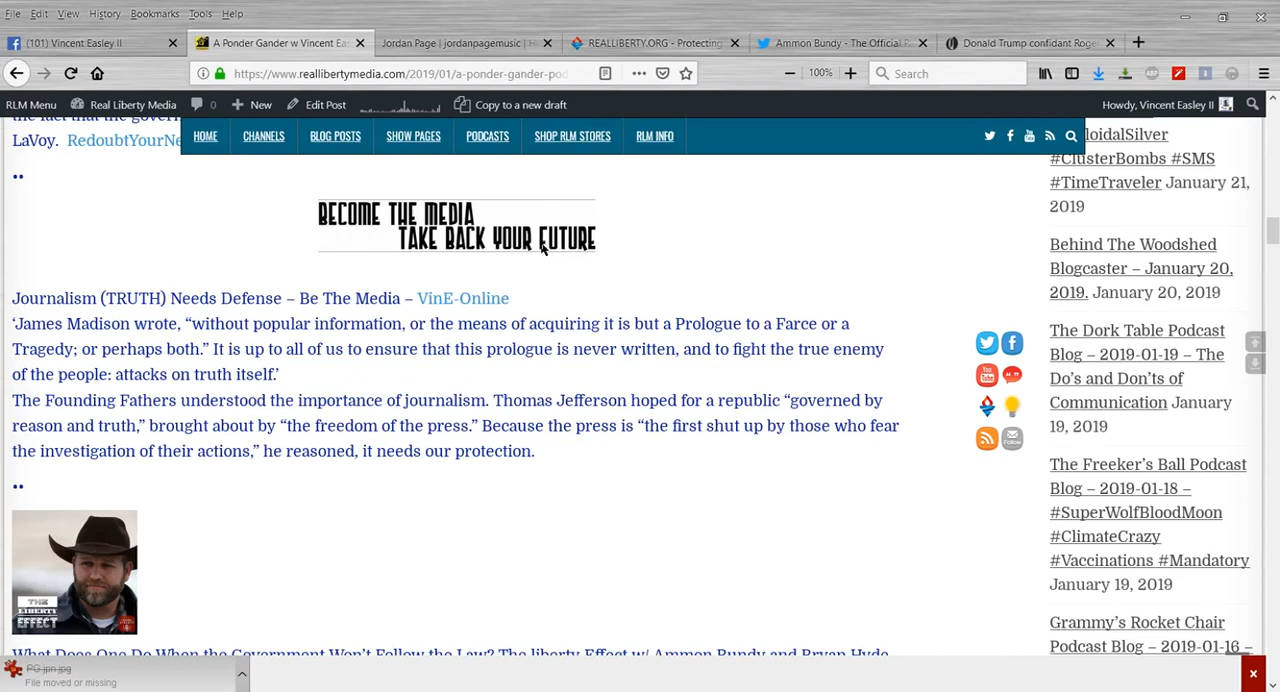 File Edit View History Bookmarks Tools Help
(101) Vincent Easley II
A Ponder Gander w Vincent Ea
Jordan Page | jordanpagemusic | H
REALLIBERTY.ORG - Protecting
Ammon Bundy - The Official P
Donald Trump confidant Roge
https://www.reallibertymedia.com/2019/01/a-ponder-gander-pod
100%
Search
RLM Menu Real Liberty Media 0 New Edit Post Copy to a new draft Howdy, Vincent Easley II
HOME CHANNELS BLOG POSTS SHOW PAGES PODCASTS SHOP RLM STORES RLM INFO
LaVoy. RedoubtYourNe
BECOME THE MEDIA
TAKE BACK YOUR FUTURE
Journalism (TRUTH) Needs Defense – Be The Media – VinE-Online
‘James Madison wrote, “without popular information, or the means of acquiring it is but a Prologue to a Farce or a
Tragedy; or perhaps both.” It is up to all of us to ensure that this prologue is never written, and to fight the true enemy
of the people: attacks on truth itself.’
The Founding Fathers understood the importance of journalism. Thomas Jefferson hoped for a republic “governed by
reason and truth,” brought about by “the freedom of the press.” Because the press is “the first shut up by those who fear
the investigation of their actions,” he reasoned, it needs our protection.
THE
LIBERTY
EFFECT
What Does One Do When the Government Won’t Follow the Law? The liberty Effect w/ Ammon Bundy and Bryan Hyde
loidalSilver
#ClusterBombs #SMS
#TimeTraveler January 21,
2019
Behind The Woodshed
Blogcaster – January 20,
2019. January 20, 2019
The Dork Table Podcast
Blog – 2019-01-19 – The
Do’s and Don’ts of
Communication January
19, 2019
The Freeker’s Ball Podcast
Blog – 2019-01-18 –
#SuperWolfBloodMoon
#ClimateCrazy
#Vaccinations #Mandatory
January 19, 2019
Grammy’s Rocket Chair
Podcast Blog – 2019-01-16 –
PG jpn.jpg
File moved or missing